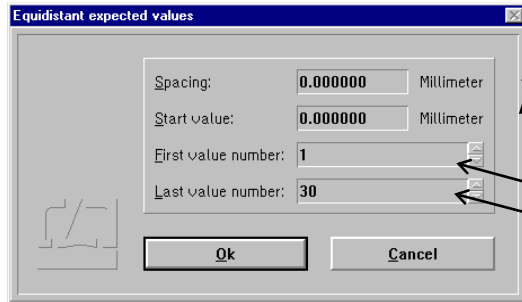 Equidistant expected values
Spacing: 0.000000 Millimeter
Start value: 0.000000 Millimeter
First value number: 1
Last value number: 30
Ok Cancel